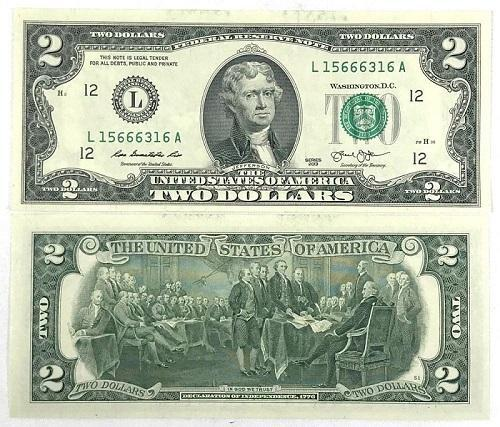 2
TWO DOLLARS
FEDERAL RESERVE NOTE
TWO DOLLARS
2
THIS NOTE IS LEGAL TENDER
FOR ALL DEBTS, PUBLIC AND PRIVATE
L 15666316 A
WASHINGTON, D.C.
H
12
L
12
TWO
L 15666316 A
12
FW H
12
Treasurer of the United States.
JEFFERSON
SERIES
2013
Secretary of the Treasury.
2
THE
UNITED STATES OF AMERICA
2
TWO DOLLARS
TWO DOLLARS
TWO DOLLARS
2
THE UNITED STATES OF AMERICA
2
TWO
TWO
2
TWO DOLLARS
IN GOD WE TRUST
TWO DOLLARS
2
DECLARATION OF INDEPENDENCE, 1776